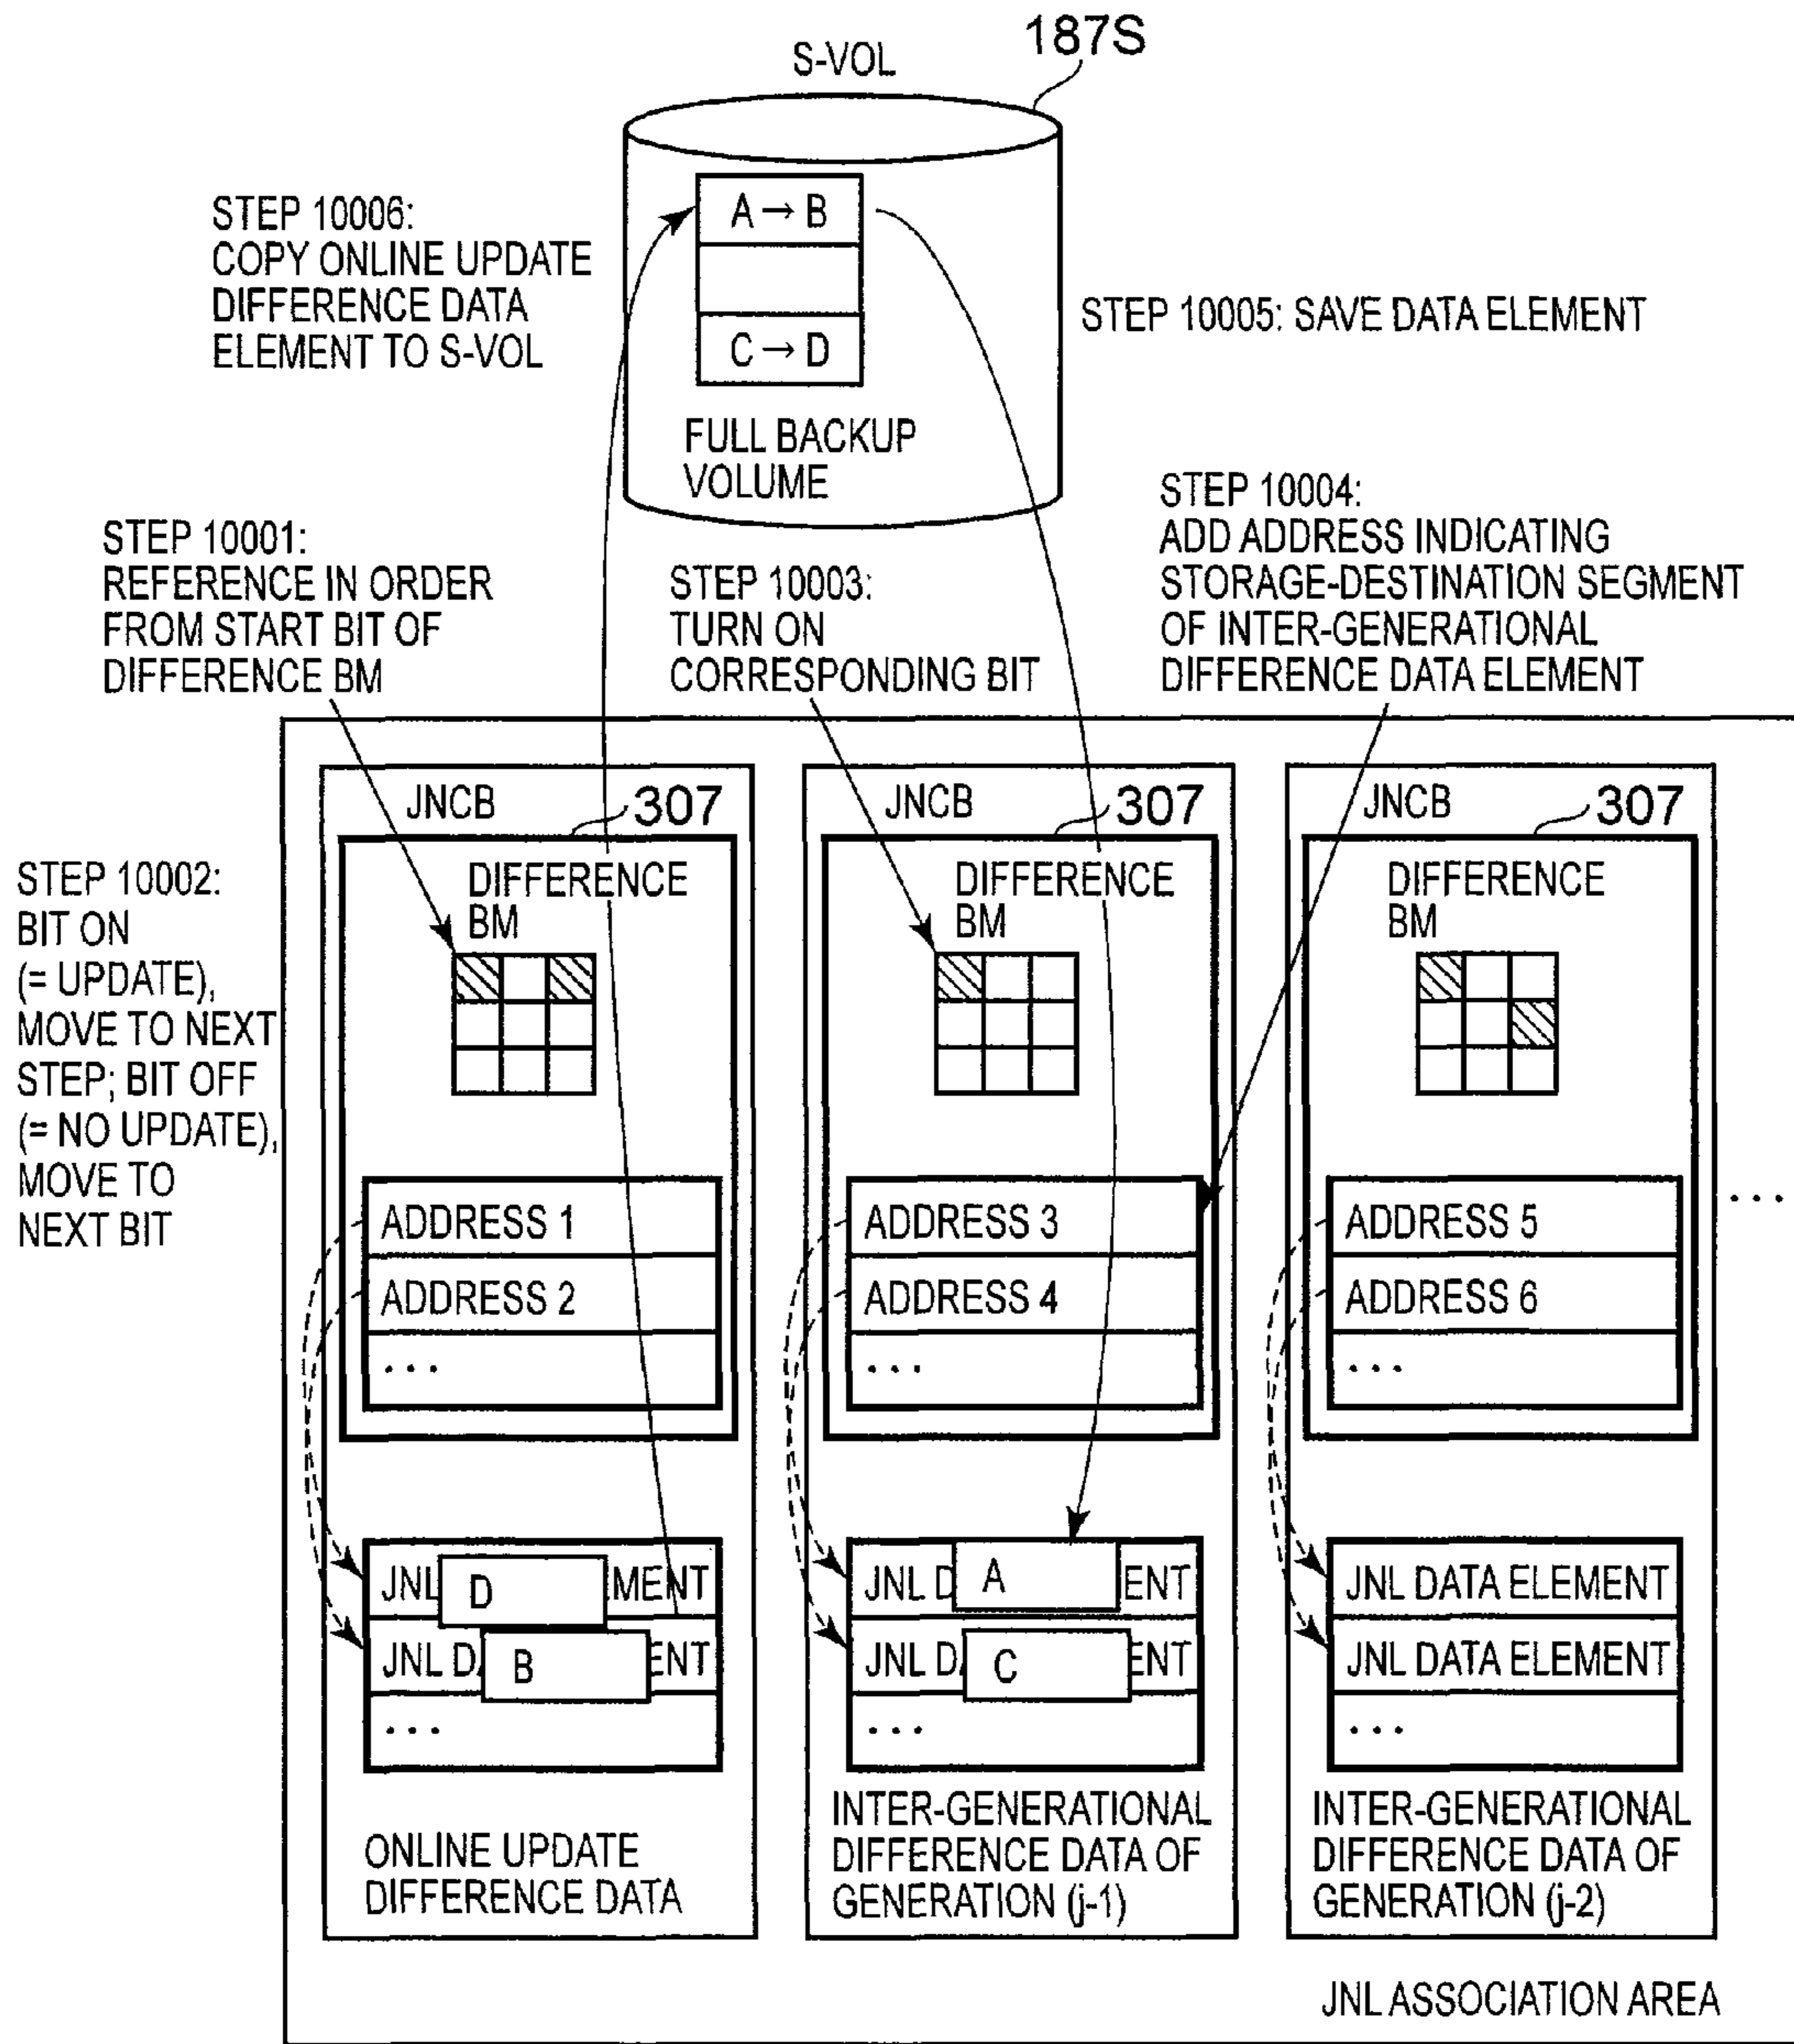 187S
S-VOL
A → B
C → D
FULL BACKUP
VOLUME
STEP 10006:
COPY ONLINE UPDATE
DIFFERENCE DATA
ELEMENT TO S-VOL
STEP 10005: SAVE DATA ELEMENT
STEP 10001:
REFERENCE IN ORDER
FROM START BIT OF
DIFFERENCE BM
STEP 10003:
TURN ON
CORRESPONDING BIT
STEP 10004:
ADD ADDRESS INDICATING
STORAGE-DESTINATION SEGMENT
OF INTER-GENERATIONAL
DIFFERENCE DATA ELEMENT
STEP 10002:
BIT ON
(= UPDATE),
MOVE TO NEXT
STEP; BIT OFF
(= NO UPDATE),
MOVE TO
NEXT BIT
JNCB
307
DIFFERENCE
BM
ADDRESS 1
ADDRESS 2
...
JNL D MENT
JNL DA B ENT
...
ONLINE UPDATE
DIFFERENCE DATA
JNCB
307
DIFFERENCE
BM
ADDRESS 3
ADDRESS 4
...
JNL D A ENT
JNL DA C ENT
...
INTER-GENERATIONAL
DIFFERENCE DATA OF
GENERATION (j-1)
JNCB
307
DIFFERENCE
BM
ADDRESS 5
ADDRESS 6
...
JNL DATA ELEMENT
JNL DATA ELEMENT
...
INTER-GENERATIONAL
DIFFERENCE DATA OF
GENERATION (j-2)
...
JNL ASSOCIATION AREA